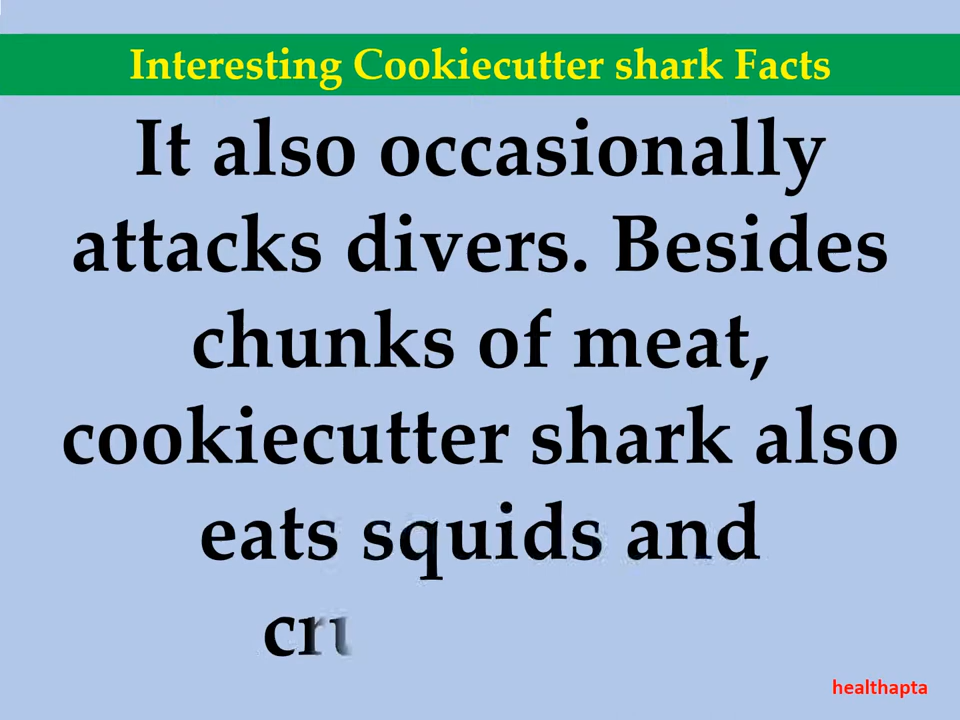 Interesting Cookiecutter shark Facts
It also occasionally
attacks divers. Besides
chunks of meat,
cookiecutter shark also
eats squids and
healthapta